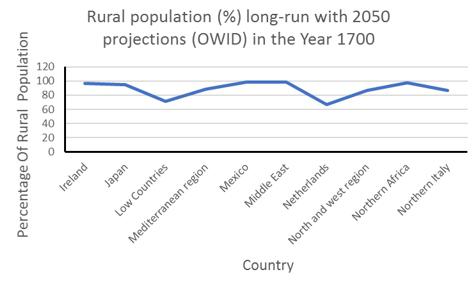 Rural population (%) long-run with 2050
projections (OWID) in the Year 1700
Percentage Of Rural Population
120
100
80
60
40
20
0
Ireland
Japan
Low Countries
Mediterranean region
Mexico
Middle East
Netherlands
North and west region
Northern Africa
Northern Italy
Country